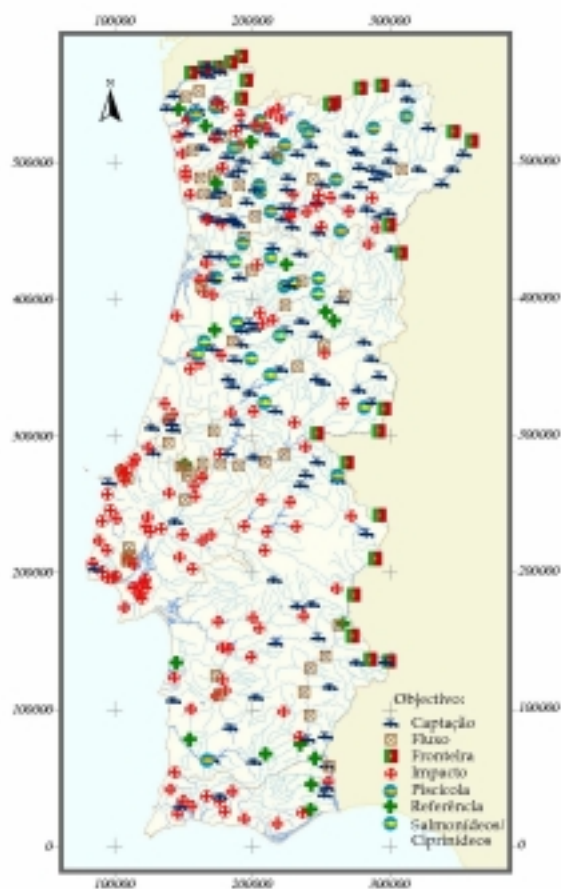 100000 200000 300000
N
500000 500000
400000 400000
300000 300000
200000 200000
100000 100000
Objectivo:
Captação
Fluxo
Fronteira
Impacto
Piscícola
Referência
Salmonídeos/
Ciprinídeos
0 0
100000 200000 300000